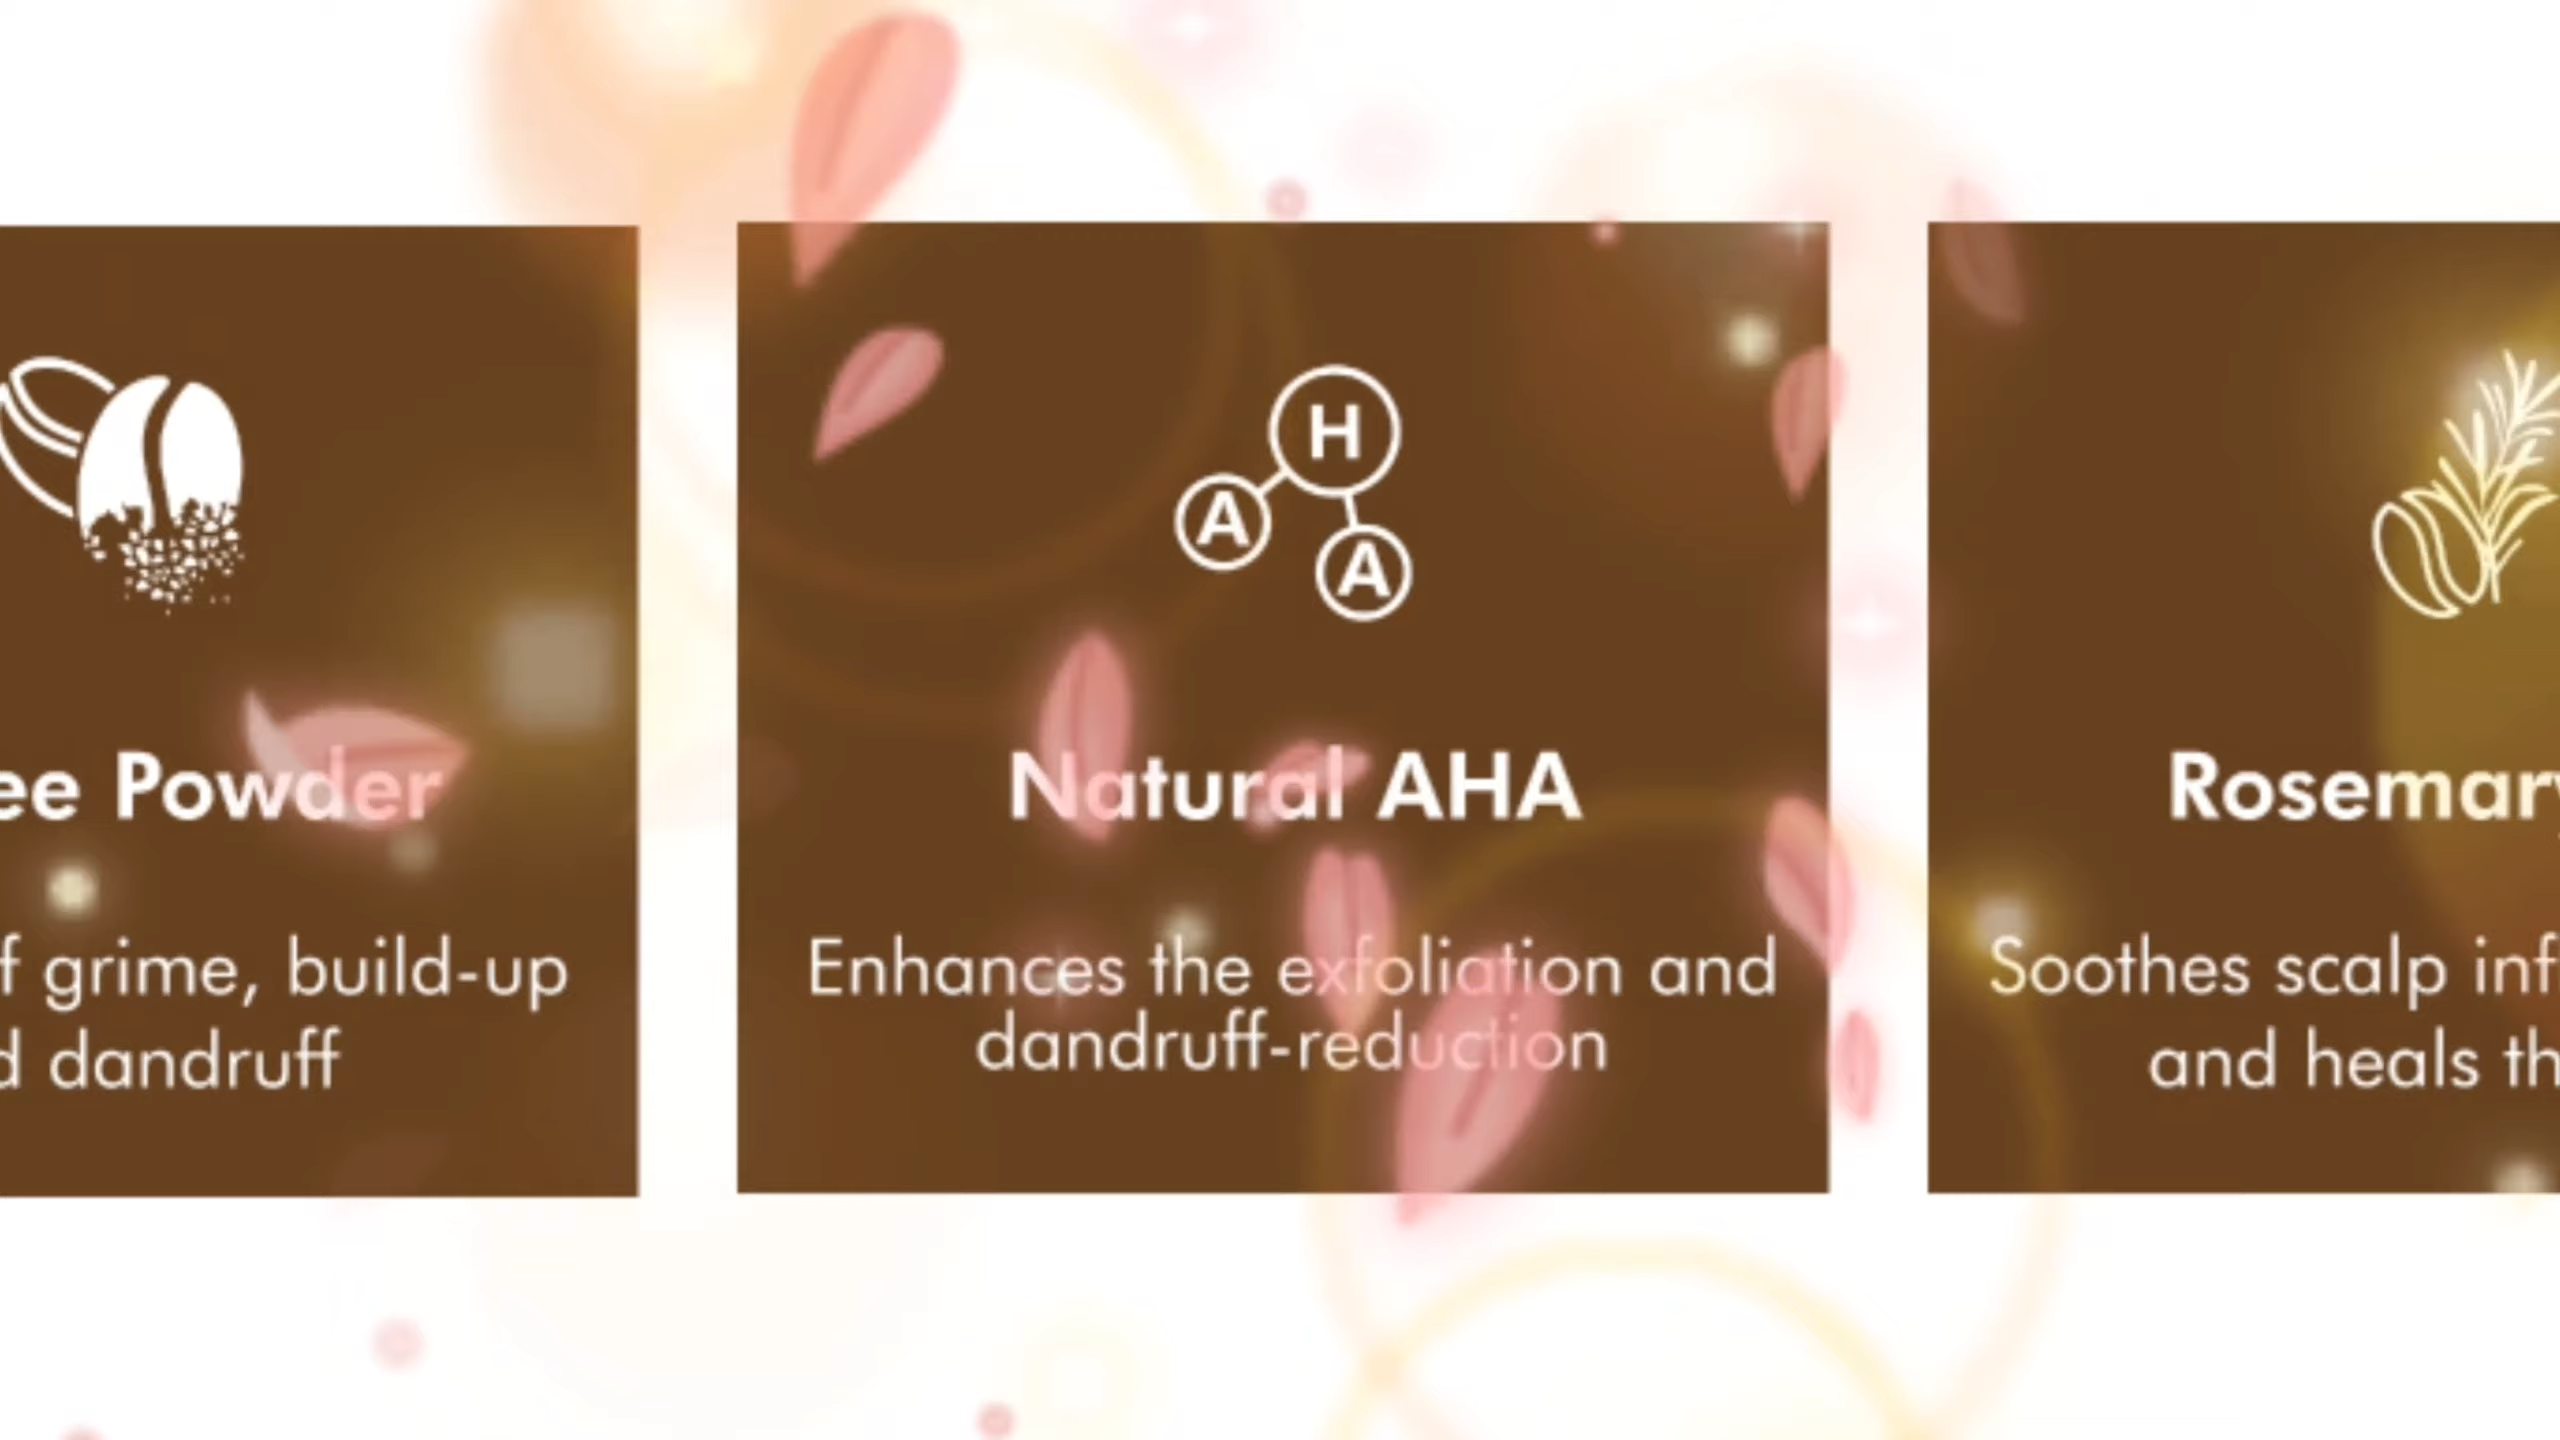 ee Powder
f grime, build-up
d dandruff
H
A
A
Natural AHA
Enhances the exfoliation and
dandruff-reduction
Rosemary
Soothes scalp inf
and heals th